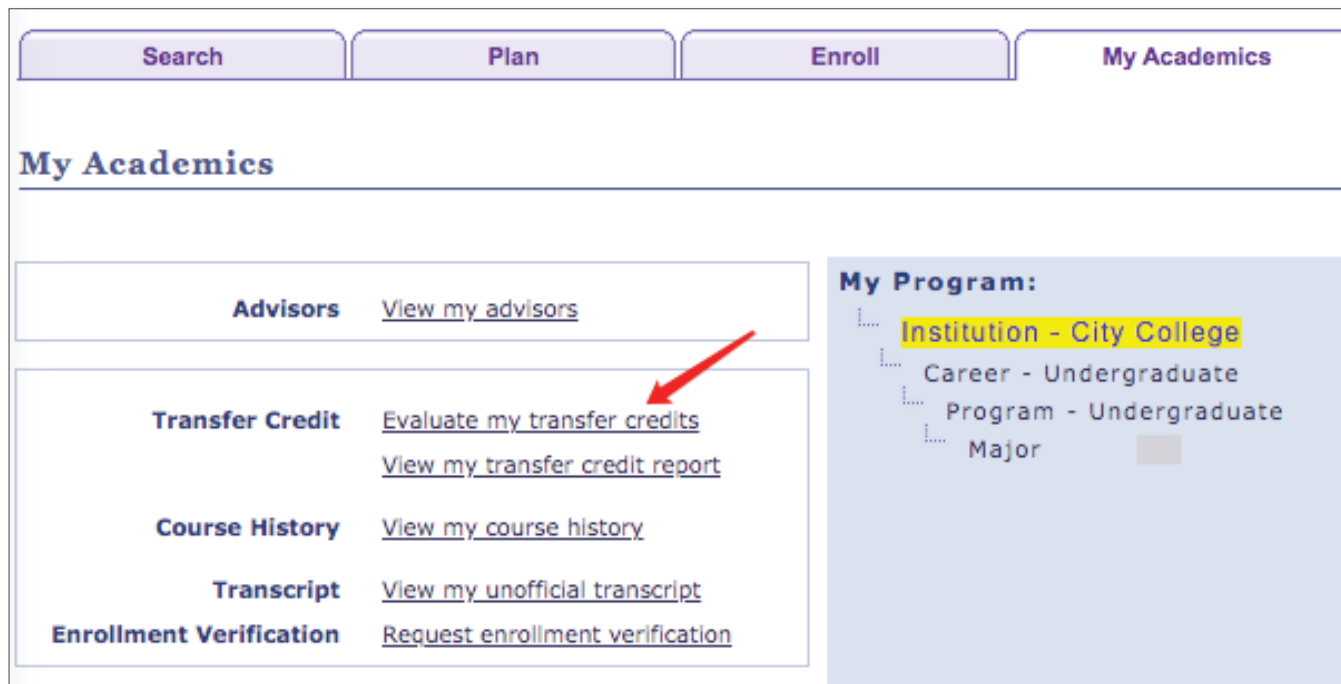 Search Plan Enroll My Academics
My Academics
Advisors View my advisors
Transfer Credit Evaluate my transfer credits
View my transfer credit report
Course History View my course history
Transcript View my unofficial transcript
Enrollment Verification Request enrollment verification
My Program:
Institution - City College
Career - Undergraduate
Program - Undergraduate
Major